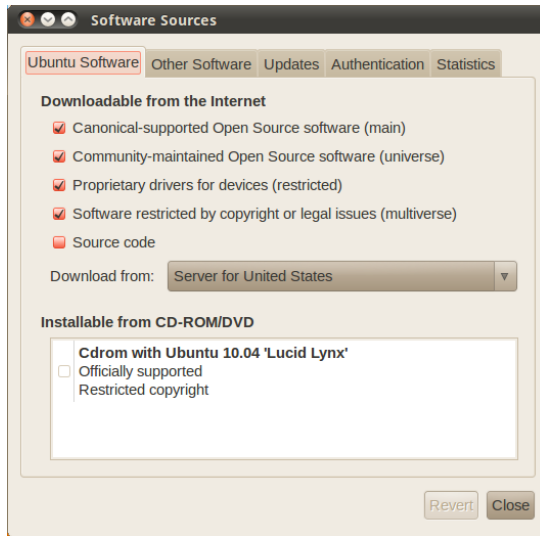 Software Sources
Ubuntu Software Other Software Updates Authentication Statistics
Downloadable from the Internet
Canonical-supported Open Source software (main)
Community-maintained Open Source software (universe)
Proprietary drivers for devices (restricted)
Software restricted by copyright or legal issues (multiverse)
Source code
Download from: Server for United States
Installable from CD-ROM/DVD
Cdrom with Ubuntu 10.04 'Lucid Lynx'
Officially supported
Restricted copyright
Revert Close